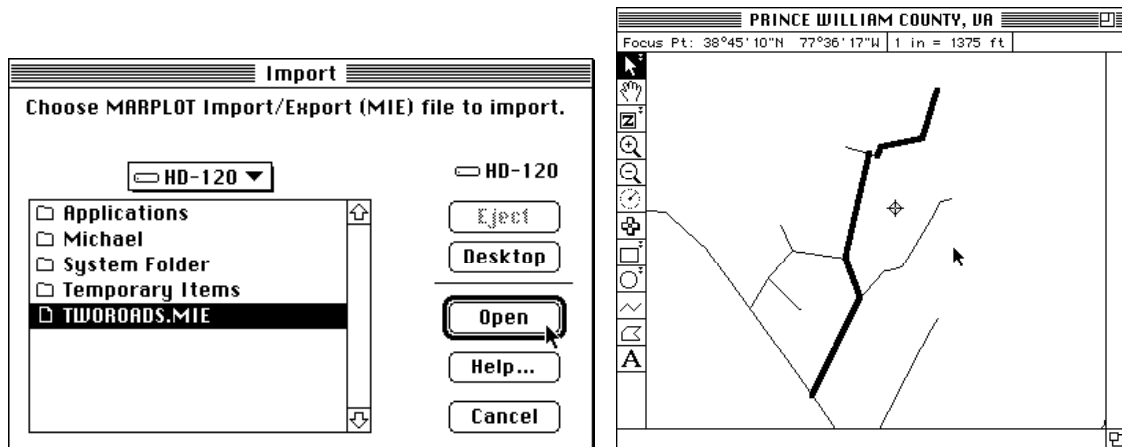 Import
Choose MARPLOT Import/Export (MIE) file to import.
HD-120
HD-120
Applications
Michael
System Folder
Temporary Items
TWOROADS.MIE
Eject
Desktop
Open
Help...
Cancel
PRINCE WILLIAM COUNTY, VA
Focus Pt: 38°45'10"N 77°36'17"W 1 in = 1375 ft
Z
A